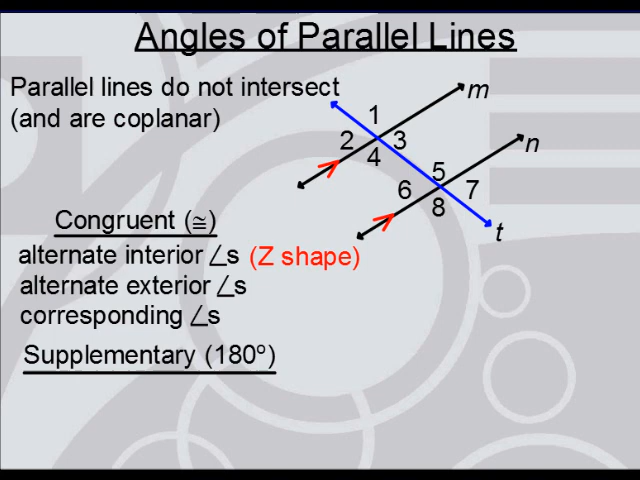 Angles of Parallel Lines
Parallel lines do not intersect
(and are coplanar)
m
1
2 3
4
n
5
6 7
8
t
Congruent (≅)
alternate interior ∠s (Z shape)
alternate exterior ∠s
corresponding ∠s
Supplementary (180°)